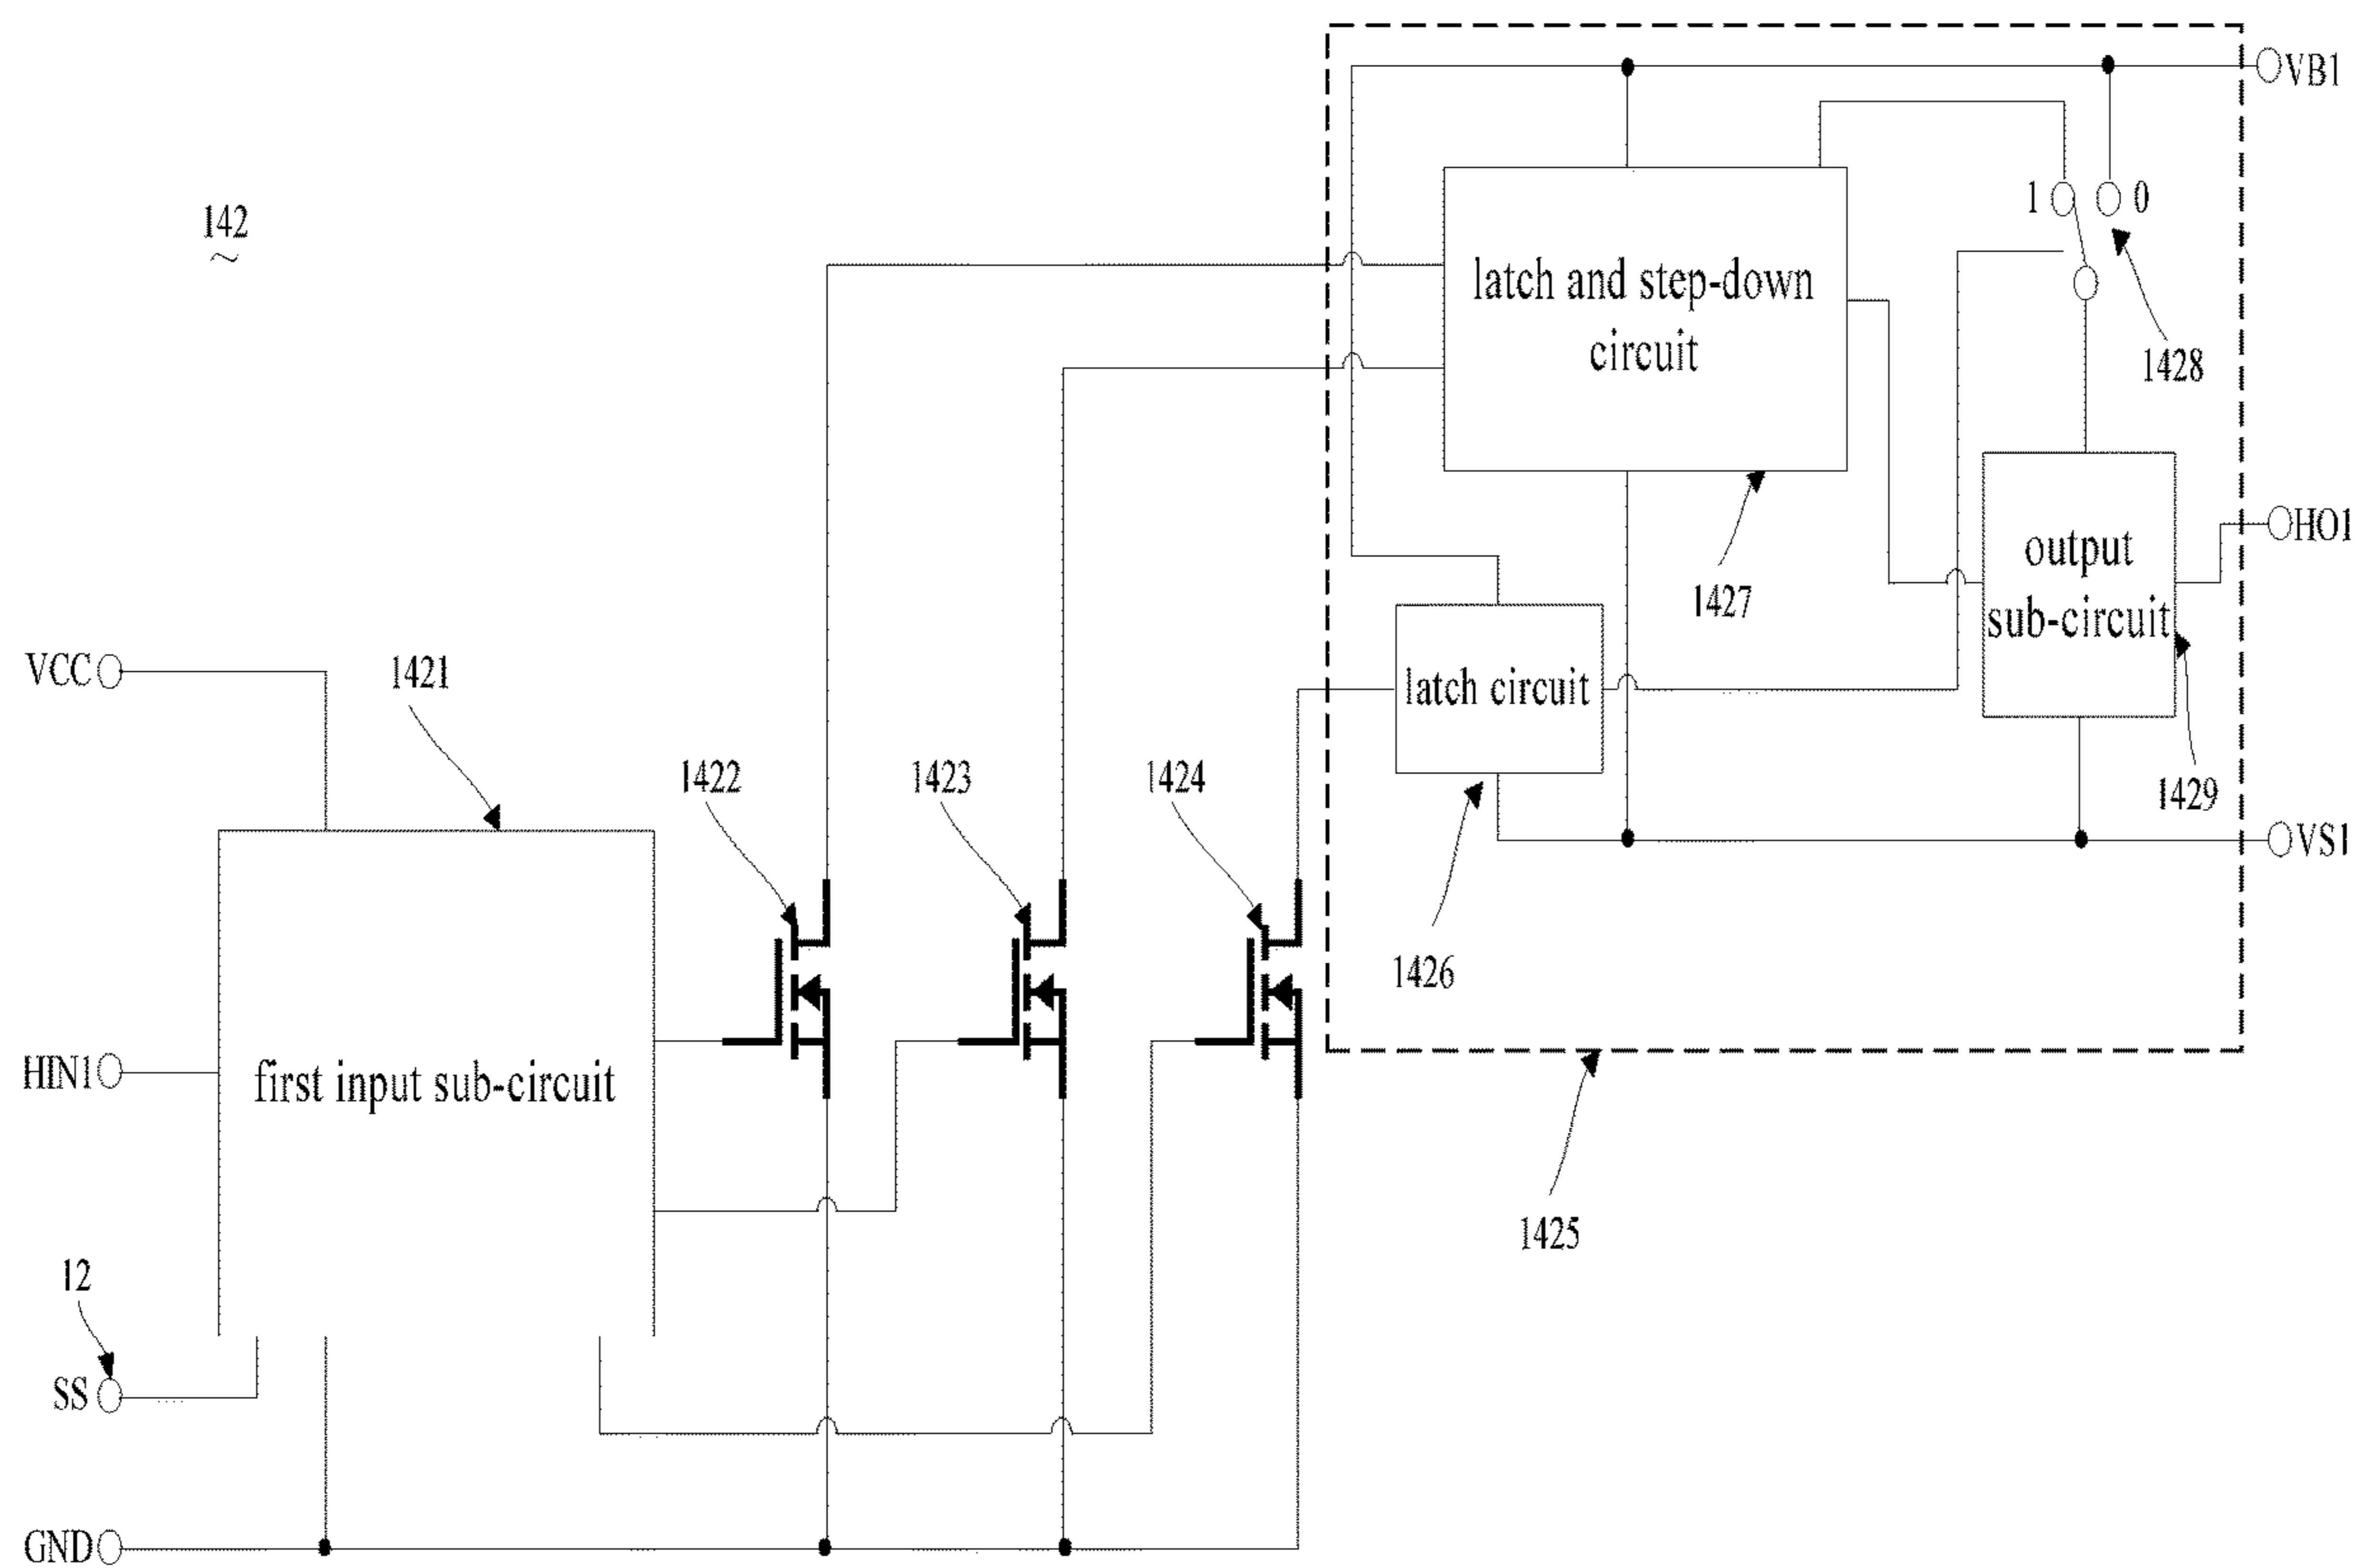 VB1
142
~
1 0
latch and step-down
circuit
1428
HO1
output
sub-circuit
1427
VCC
1421
latch circuit
1422
1423
1424
1429
VS1
1426
HIN1
first input sub-circuit
1425
12
SS
GND